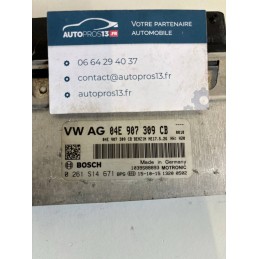 AUTOPROS13.FR
VOTRE PARTENAIRE
AUTOMOBILE
06 64 29 40 37
contact@autopros13.fr
autopros13.fr
VW AG 04E 907 309 CB
BOSCH
Made in Germany
MOTRONIC
0 261 S14 671